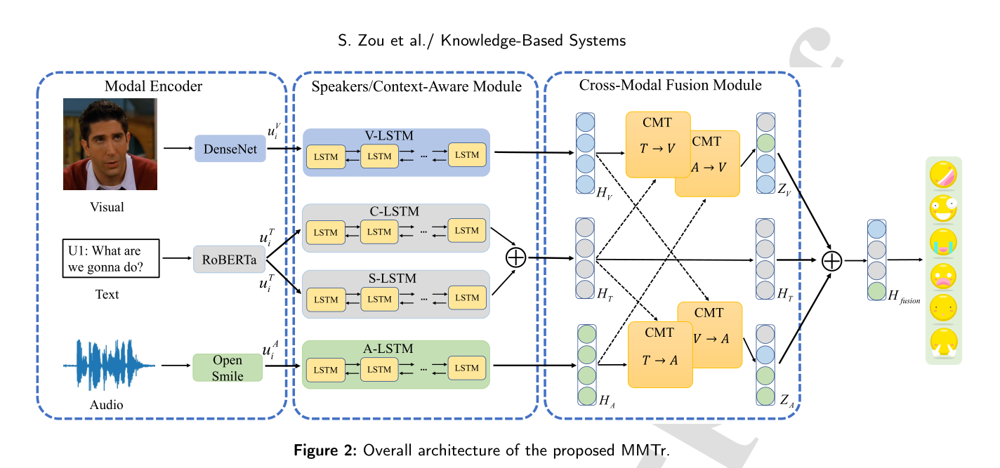 S. Zou et al./ Knowledge-Based Systems
Modal Encoder
Visual
DenseNet
u_i^V
U1: What are
we gonna do?
Text
RoBERTa
u_i^T
u_i^T
Audio
Open
Smile
u_i^A
Speakers/Context-Aware Module
V-LSTM
LSTM LSTM ... LSTM
C-LSTM
LSTM LSTM ... LSTM
S-LSTM
LSTM LSTM ... LSTM
A-LSTM
LSTM LSTM ... LSTM
Cross-Modal Fusion Module
H_V
CMT
T → V
CMT
A → V
Z_V
H_T
H_T
H_A
CMT
T → A
CMT
V → A
Z_A
H_fusion
Figure 2: Overall architecture of the proposed MMTr.